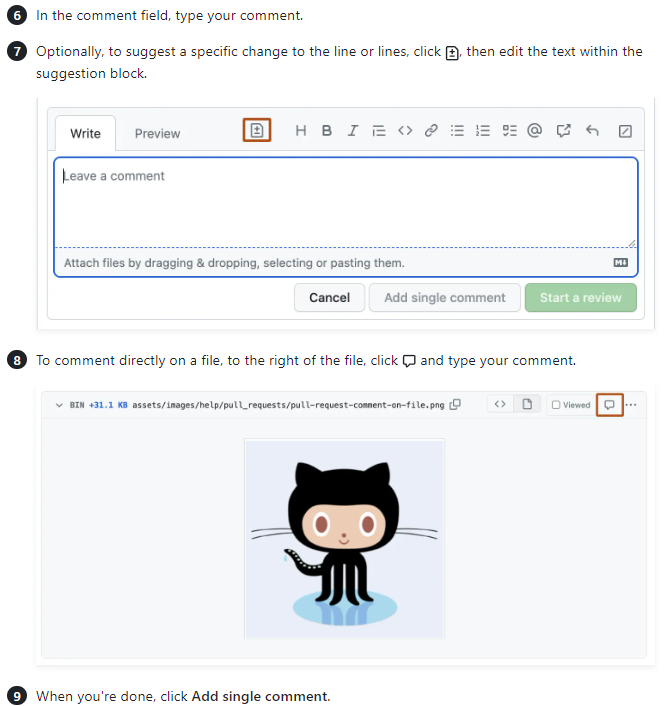 6 In the comment field, type your comment.
7 Optionally, to suggest a specific change to the line or lines, click , then edit the text within the
suggestion block.
Write Preview H B I
Leave a comment
Attach files by dragging & dropping, selecting or pasting them.
Cancel Add single comment Start a review
8 To comment directly on a file, to the right of the file, click and type your comment.
BIN +31.1 KB assets/images/help/pull_requests/pull-request-comment-on-file.png <> Viewed ...
9 When you're done, click Add single comment.